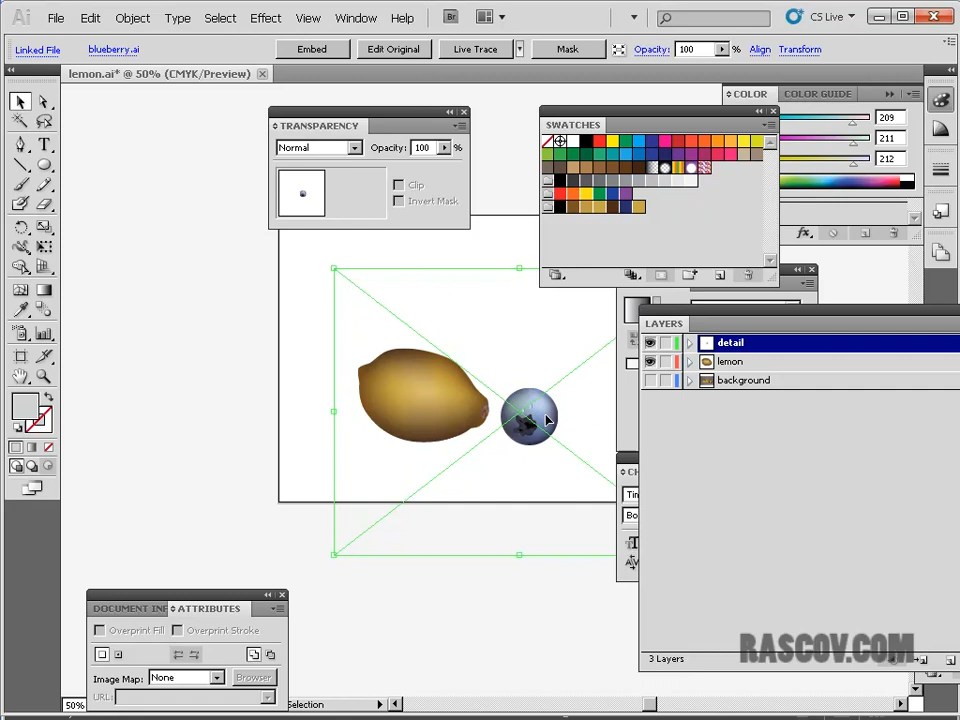 Ai File Edit Object Type Select Effect View Window Help Br CS Live
Linked File blueberry.ai Embed Edit Original Live Trace Mask Opacity: 100 % Align Transform
lemon.ai* @ 50% (CMYK/Preview)
COLOR COLOR GUIDE
209
211
212
TRANSPARENCY
Normal Opacity: 100 %
Clip
Invert Mask
SWATCHES
fx
LAYERS
detail
lemon
background
3 Layers
DOCUMENT INF ATTRIBUTES
Overprint Fill Overprint Stroke
Image Map: None Browser
URL:
50% Selection
RASCOV.COM